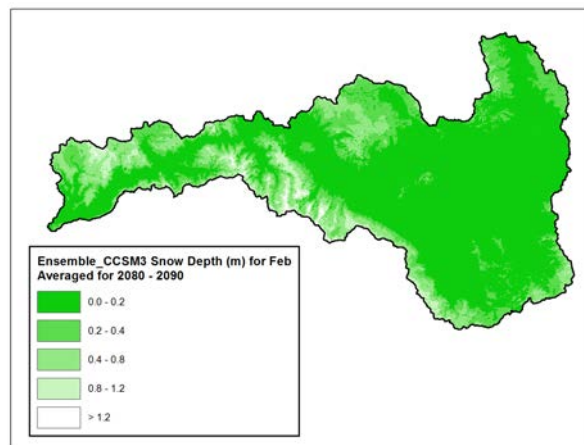 Ensemble_CCSM3 Snow Depth (m) for Feb
Averaged for 2080 - 2090
0.0 - 0.2
0.2 - 0.4
0.4 - 0.8
0.8 - 1.2
> 1.2